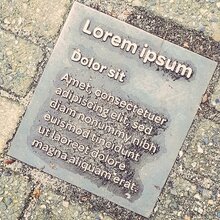 Lorem ipsum
Dolor sit
Amet, consectetuer
adipiscing elit, sed
diam nonummy nibh
euismod tincidunt
ut laoreet dolore
magna aliquam erat.